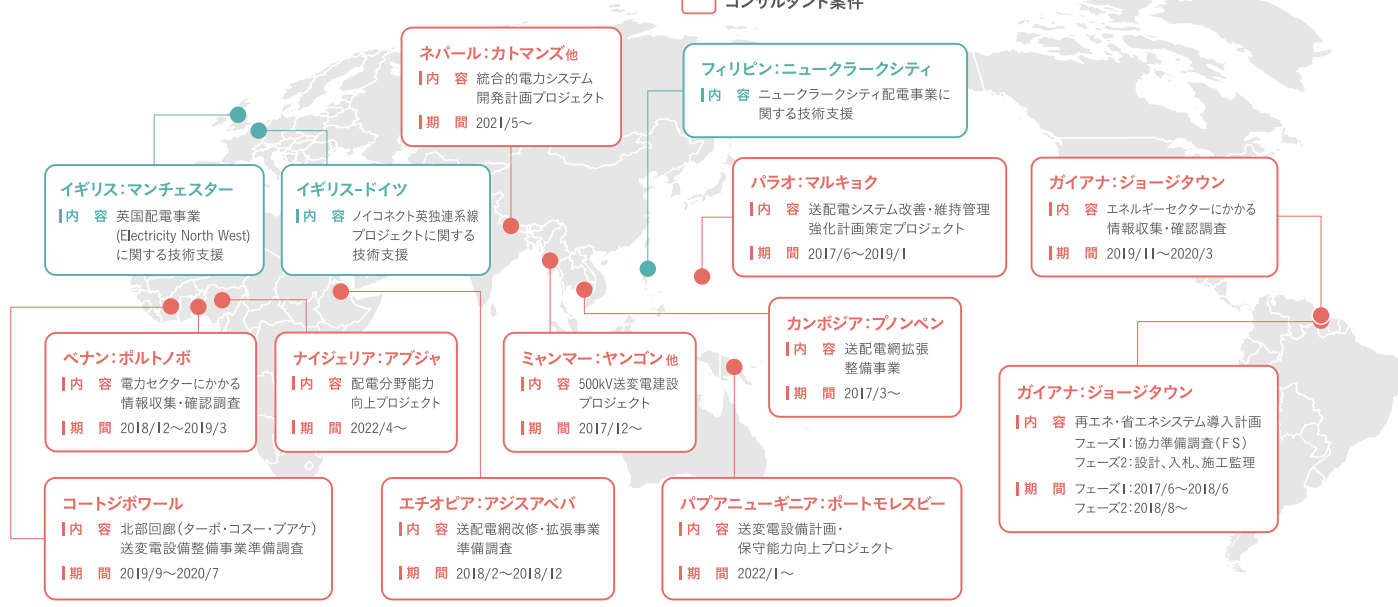 コンサルタント案件
ネパール：カトマンズ他
内　容 統合的電力システム
開発計画プロジェクト
期　間 2021/5～
フィリピン：ニュークラークシティ
内　容 ニュークラークシティ配電事業に
関する技術支援
イギリス：マンチェスター
内　容 英国配電事業
(Electricity North West)
に関する技術支援
イギリス-ドイツ
内　容 ノイコネクト英独連系線
プロジェクトに関する
技術支援
パラオ：マルキョク
内　容 送配電システム改善・維持管理
強化計画策定プロジェクト
期　間 2017/6～2019/1
ガイアナ：ジョージタウン
内　容 エネルギーセクターにかかる
情報収集・確認調査
期　間 2019/11～2020/3
ベナン：ポルトノボ
内　容 電力セクターにかかる
情報収集・確認調査
期　間 2018/12～2019/3
ナイジェリア：アブジャ
内　容 配電分野能力
向上プロジェクト
期　間 2022/4～
ミャンマー：ヤンゴン他
内　容 500kV送変電建設
プロジェクト
期　間 2017/12～
カンボジア：プノンペン
内　容 送配電網拡張
整備事業
期　間 2017/3～
ガイアナ：ジョージタウン
内　容 再エネ・省エネシステム導入計画
フェーズ1：協力準備調査(FS)
フェーズ2：設計、入札、施工監理
期　間 フェーズ1：2017/6～2018/6
フェーズ2：2018/8～
コートジボワール
内　容 北部回廊(ターボ・コスー・ブアケ)
送変電設備整備事業準備調査
期　間 2019/9～2020/7
エチオピア：アジスアベバ
内　容 送配電網改修・拡張事業
準備調査
期　間 2018/2～2018/12
パプアニューギニア：ポートモレスビー
内　容 送変電設備計画・
保守能力向上プロジェクト
期　間 2022/1～